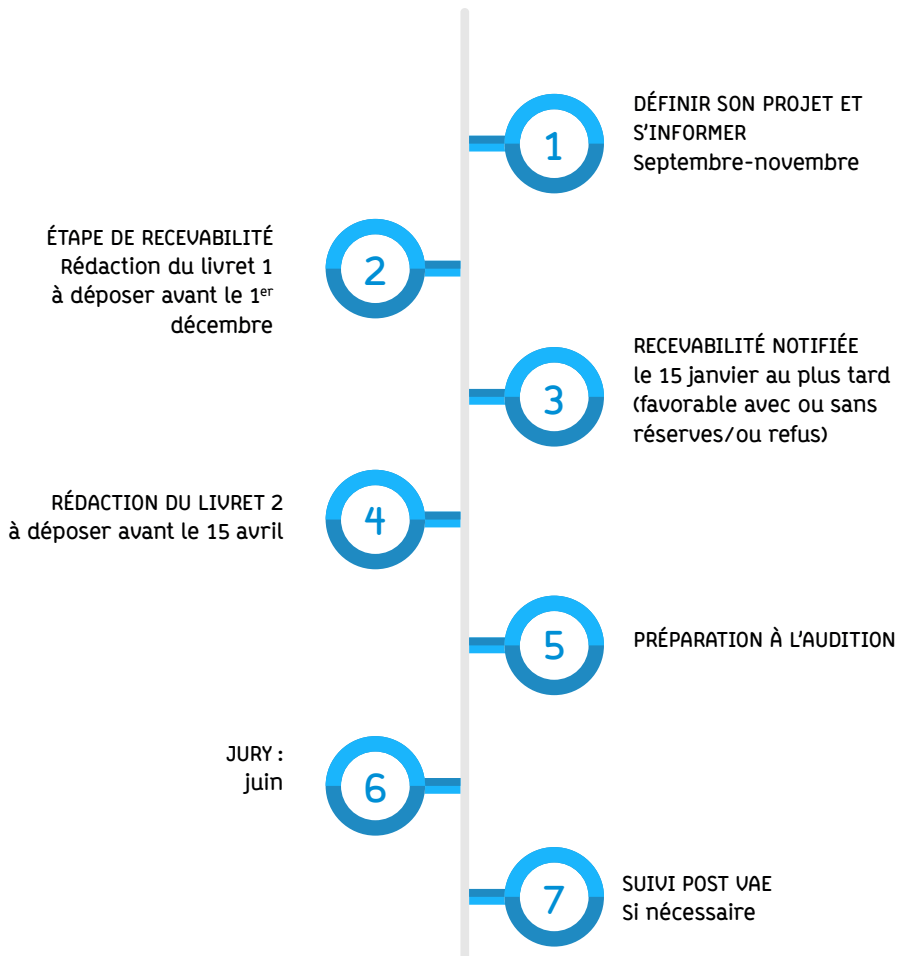 1
DÉFINIR SON PROJET ET
S'INFORMER
Septembre-novembre
2
ÉTAPE DE RECEVABILITÉ
Rédaction du livret 1
à déposer avant le 1er
décembre
3
RECEVABILITÉ NOTIFIÉE
le 15 janvier au plus tard
(favorable avec ou sans
réserves/ou refus)
4
RÉDACTION DU LIVRET 2
à déposer avant le 15 avril
5
PRÉPARATION À L'AUDITION
6
JURY :
juin
7
SUIVI POST VAE
Si nécessaire